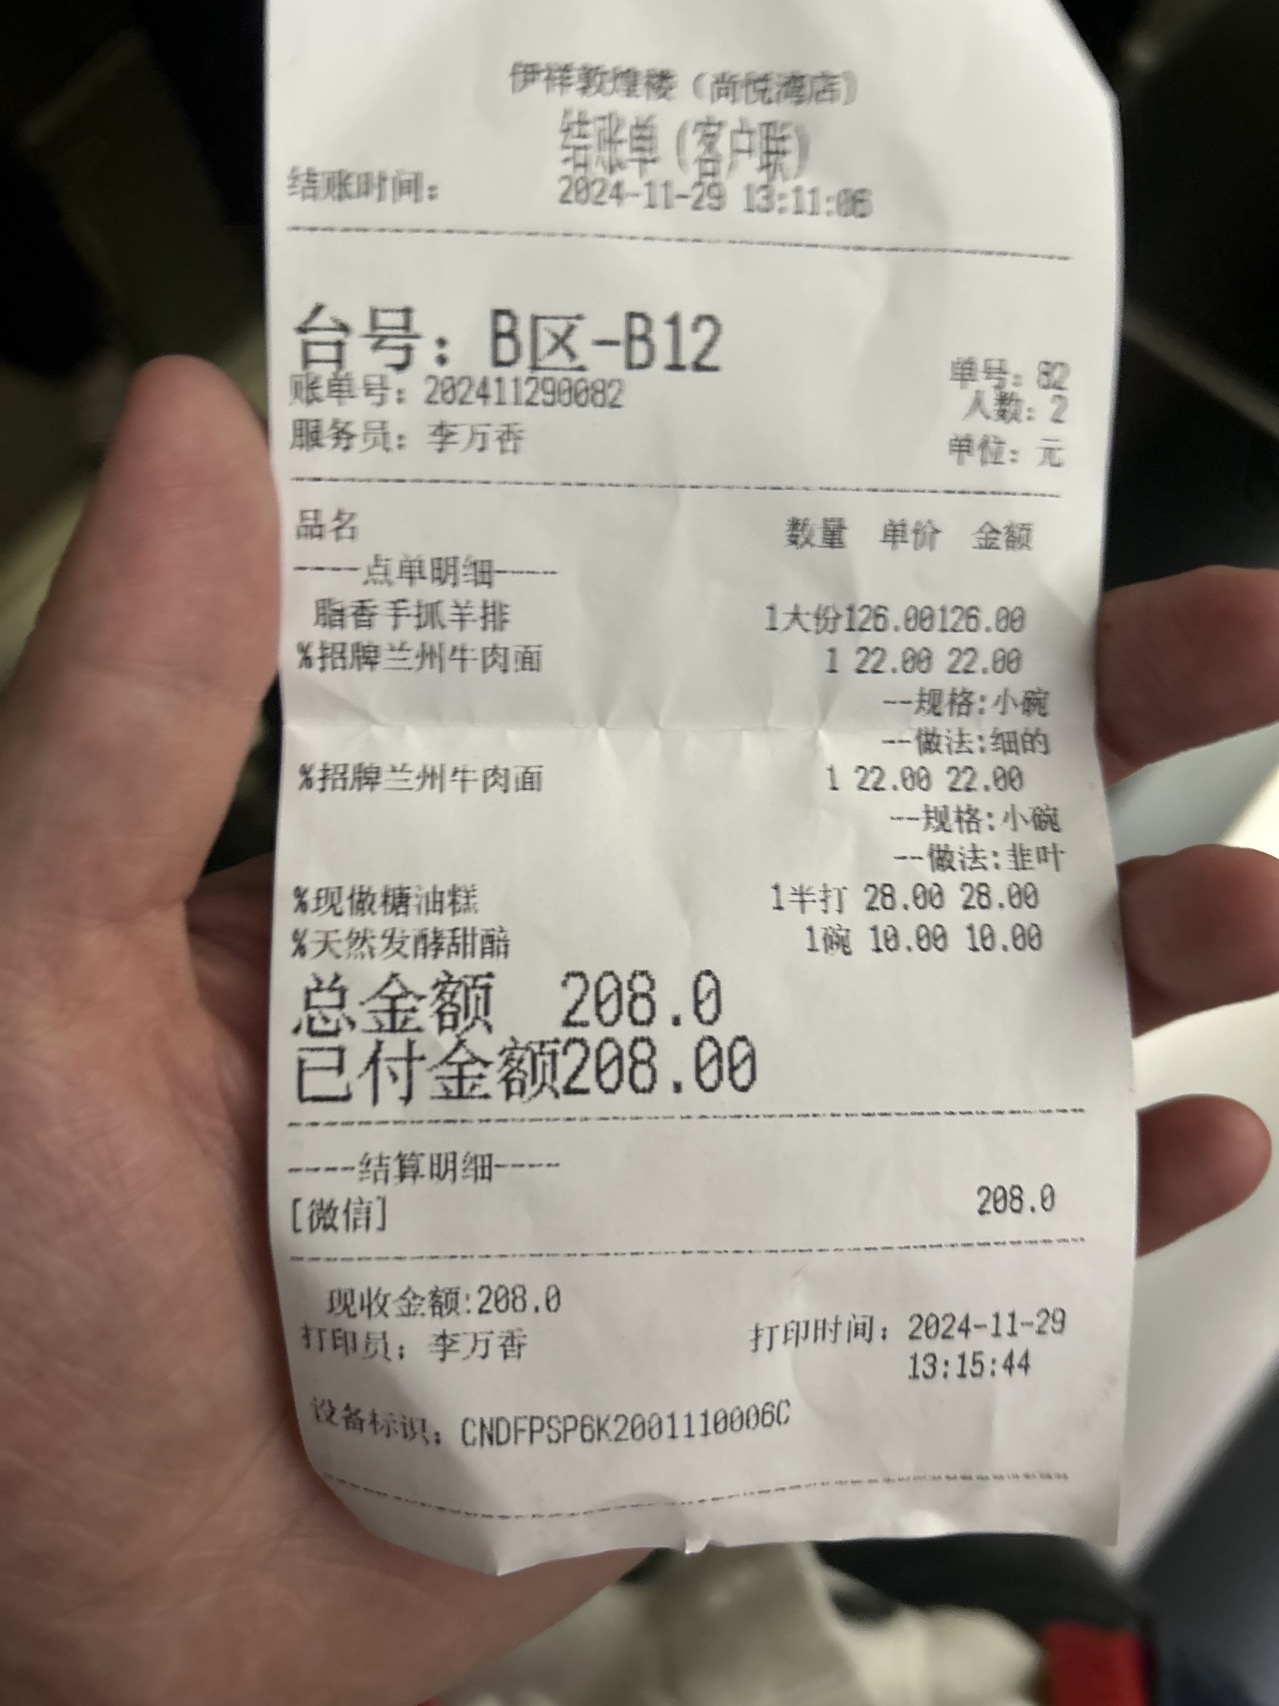 伊祥敦煌楼（尚悦湾店）
结账单（客户联）
结账时间： 2024-11-29 13:11:06
台号：B区-B12
单号：82
账单号：202411290082
人数：2
服务员：李万香
单位：元
品名 数量 单价 金额
----点单明细----
脂香手抓羊排 1大份126.00126.00
%招牌兰州牛肉面 1 22.00 22.00
--规格:小碗
--做法:细的
%招牌兰州牛肉面 1 22.00 22.00
--规格:小碗
--做法:韭叶
%现做糖油糕 1半打 28.00 28.00
%天然发酵甜醅 1碗 10.00 10.00
总金额 208.0
已付金额208.00
----结算明细----
[微信] 208.0
现收金额:208.0
打印员：李万香 打印时间：2024-11-29
13:15:44
设备标识：CNDFPSP6K2001110006C